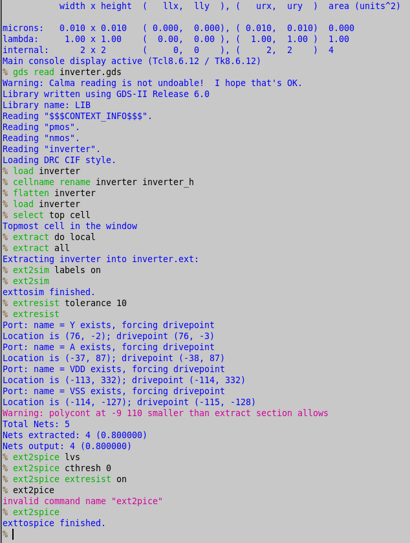 width x height ( llx, lly ), ( urx, ury ) area (units^2)
microns: 0.010 x 0.010 ( 0.000, 0.000), ( 0.010, 0.010) 0.000
lambda: 1.00 x 1.00 ( 0.00, 0.00 ), ( 1.00, 1.00 ) 1.00
internal: 2 x 2 ( 0, 0 ), ( 2, 2 ) 4
Main console display active (Tcl8.6.12 / Tk8.6.12)
% gds read inverter.gds
Warning: Calma reading is not undoable! I hope that's OK.
Library written using GDS-II Release 6.0
Library name: LIB
Reading "$$$CONTEXT_INFO$$$".
Reading "pmos".
Reading "nmos".
Reading "inverter".
Loading DRC CIF style.
% load inverter
% cellname rename inverter inverter_h
% flatten inverter
% load inverter
% select top cell
Topmost cell in the window
% extract do local
% extract all
Extracting inverter into inverter.ext:
% ext2sim labels on
% ext2sim
exttosim finished.
% extresist tolerance 10
% extresist
Port: name = Y exists, forcing drivepoint
Location is (76, -2); drivepoint (76, -3)
Port: name = A exists, forcing drivepoint
Location is (-37, 87); drivepoint (-38, 87)
Port: name = VDD exists, forcing drivepoint
Location is (-113, 332); drivepoint (-114, 332)
Port: name = VSS exists, forcing drivepoint
Location is (-114, -127); drivepoint (-115, -128)
Warning: polycont at -9 110 smaller than extract section allows
Total Nets: 5
Nets extracted: 4 (0.800000)
Nets output: 4 (0.800000)
% ext2spice lvs
% ext2spice cthresh 0
% ext2spice extresist on
% ext2pice
invalid command name "ext2pice"
% ext2spice
exttospice finished.
%